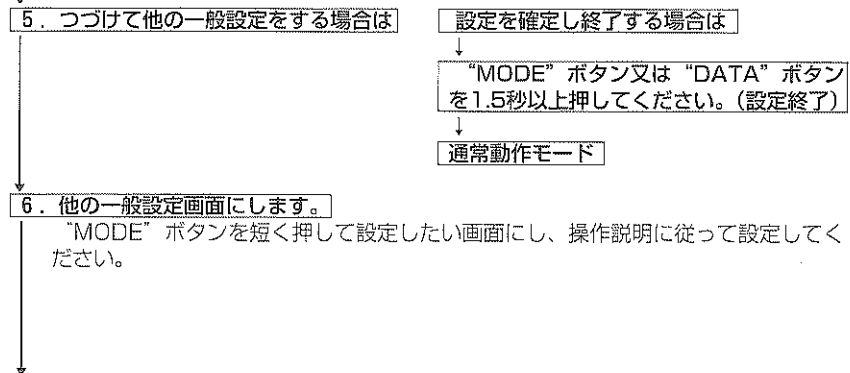 5．つづけて他の一般設定をする場合は
設定を確定し終了する場合は
↓
“MODE”ボタン又は“DATA”ボタン
を1.5秒以上押してください。（設定終了）
↓
通常動作モード
6．他の一般設定画面にします。
“MODE”ボタンを短く押して設定したい画面にし、操作説明に従って設定してく
ださい。